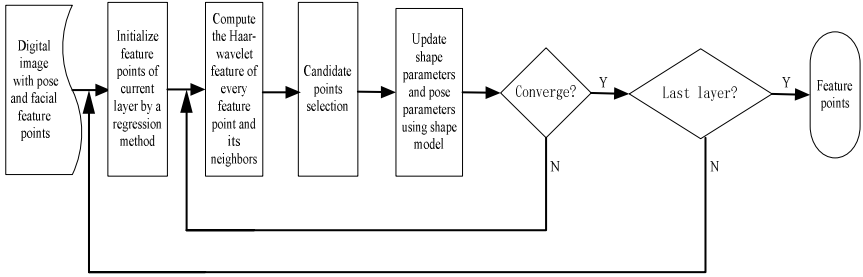 Digital
image
with pose
and facial
feature
points
Initialize
feature
points of
current
layer by a
regression
method
Compute
the Haar-
wavelet
feature of
every
feature
point and
its
neighbors
Candidate
points
selection
Update
shape
parameters
and pose
parameters
using shape
model
Converge?
Y
N
Last layer?
Y
N
Feature
points